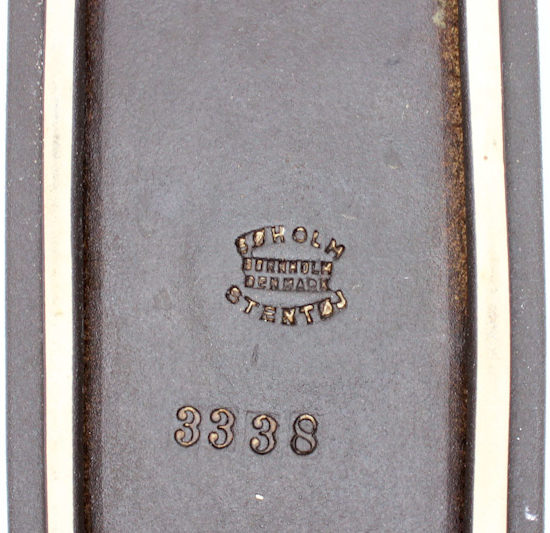 SØHOLM
BORNHOLM
DENMARK
STENTØJ
3338